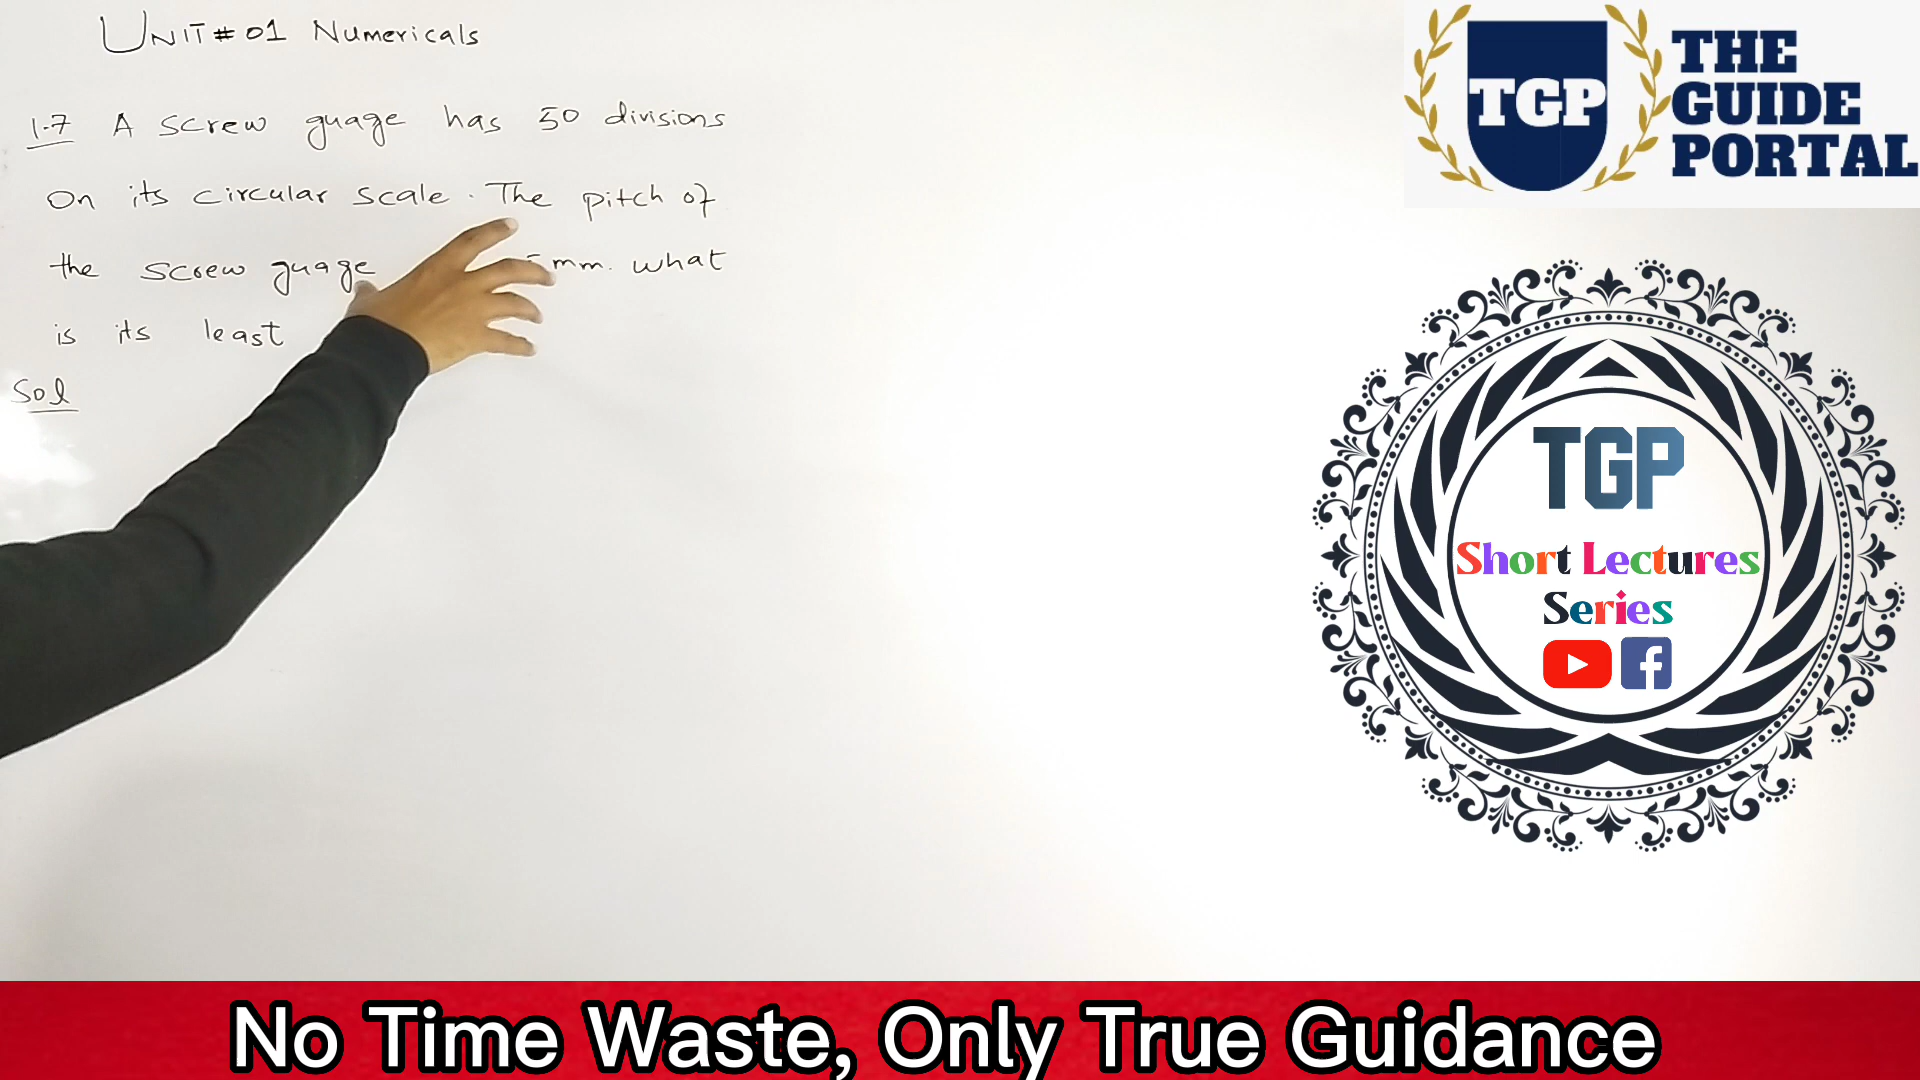 UNIT # 01 Numericals
1.7 A screw guage has 50 divisions
on its circular scale. The pitch of
the screw guage mm. what
is its least
Sol
TGP
THE
GUIDE
PORTAL
TGP
Short Lectures
Series
No Time Waste, Only True Guidance